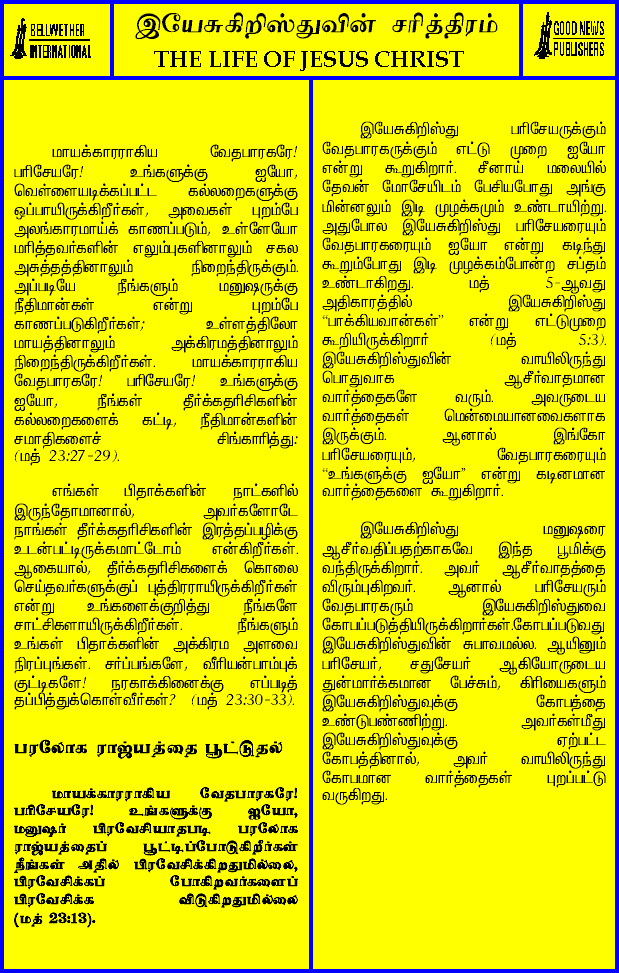 BELLWETHER
INTERNATIONAL
இயேசுகிறிஸ்துவின் சரித்திரம்
THE LIFE OF JESUS CHRIST
GOOD NEWS
PUBLISHERS
மாயக்காரராகிய வேதபாரகரே!
பரிசேயரே! உங்களுக்கு ஐயோ,
வெள்ளையடிக்கப்பட்ட கல்லறைகளுக்கு
ஒப்பாயிருக்கிறீர்கள், அவைகள் புறம்பே
அலங்காரமாய்க் காணப்படும், உள்ளேயோ
மரித்தவர்களின் எலும்புகளினாலும் சகல
அசுத்தத்தினாலும் நிறைந்திருக்கும்.
அப்படியே நீங்களும் மனுஷருக்கு
நீதிமான்கள் என்று புறம்பே
காணப்படுகிறீர்கள்; உள்ளத்திலோ
மாயத்தினாலும் அக்கிரமத்தினாலும்
நிறைந்திருக்கிறீர்கள். மாயக்காரராகிய
வேதபாரகரே! பரிசேயரே! உங்களுக்கு
ஐயோ, நீங்கள் தீர்க்கதரிசிகளின்
கல்லறைகளைக் கட்டி, நீதிமான்களின்
சமாதிகளைச் சிங்காரித்து:
(மத் 23:27-29).
எங்கள் பிதாக்களின் நாட்களில்
இருந்தோமானால், அவர்களோடே
நாங்கள் தீர்க்கதரிசிகளின் இரத்தப்பழிக்கு
உடன்பட்டிருக்கமாட்டோம் என்கிறீர்கள்.
ஆகையால், தீர்க்கதரிசிகளைக் கொலை
செய்தவர்களுக்குப் புத்திரராயிருக்கிறீர்கள்
என்று உங்களைக்குறித்து நீங்களே
சாட்சிகளாயிருக்கிறீர்கள். நீங்களும்
உங்கள் பிதாக்களின் அக்கிரம அளவை
நிரப்புங்கள். சர்ப்பங்களே, விரியன்பாம்புக்
குட்டிகளே! நரகாக்கினைக்கு எப்படித்
தப்பித்துக்கொள்வீர்கள்? (மத் 23:30-33).
பரலோக ராஜ்யத்தை பூட்டுதல்
மாயக்காரராகிய வேதபாரகரே!
பரிசேயரே! உங்களுக்கு ஐயோ,
மனுஷர் பிரவேசியாதபடி பரலோக
ராஜ்யத்தைப் பூட்டிப்போடுகிறீர்கள்
நீங்கள் அதில் பிரவேசிக்கிறதுமில்லை,
பிரவேசிக்கப் போகிறவர்களைப்
பிரவேசிக்க விடுகிறதுமில்லை
(மத் 23:13).
இயேசுகிறிஸ்து பரிசேயருக்கும்
வேதபாரகருக்கும் எட்டு முறை ஐயோ
என்று கூறுகிறார். சீனாய் மலையில்
தேவன் மோசேயிடம் பேசியபோது அங்கு
மின்னலும் இடி முழக்கமும் உண்டாயிற்று.
அதுபோல இயேசுகிறிஸ்து பரிசேயரையும்
வேதபாரகரையும் ஐயோ என்று கடிந்து
கூறும்போது இடி முழக்கம்போன்ற சப்தம்
உண்டாகிறது. மத் 5-ஆவது
அதிகாரத்தில் இயேசுகிறிஸ்து
“பாக்கியவான்கள்” என்று எட்டுமுறை
கூறியிருக்கிறார் (மத் 5:3).
இயேசுகிறிஸ்துவின் வாயிலிருந்து
பொதுவாக ஆசீர்வாதமான
வார்த்தைகளே வரும். அவருடைய
வார்த்தைகள் மென்மையானவைகளாக
இருக்கும். ஆனால் இங்கோ
பரிசேயரையும், வேதபாரகரையும்
“உங்களுக்கு ஐயோ” என்று கடினமான
வார்த்தைகளை கூறுகிறார்.
இயேசுகிறிஸ்து மனுஷரை
ஆசீர்வதிப்பதற்காகவே இந்த பூமிக்கு
வந்திருக்கிறார். அவர் ஆசீர்வாதத்தை
விரும்புகிறவர். ஆனால் பரிசேயரும்
வேதபாரகரும் இயேசுகிறிஸ்துவை
கோபப்படுத்தியிருக்கிறார்கள்.கோபப்படுவது
இயேசுகிறிஸ்துவின் சுபாவமல்ல. ஆயினும்
பரிசேயர், சதுசேயர் ஆகியோருடைய
துன்மார்க்கமான பேச்சும், கிரியைகளும்
இயேசுகிறிஸ்துவுக்கு கோபத்தை
உண்டுபண்ணிற்று. அவர்கள்மீது
இயேசுகிறிஸ்துவுக்கு ஏற்பட்ட
கோபத்தினால், அவர் வாயிலிருந்து
கோபமான வார்த்தைகள் புறப்பட்டு
வருகிறது.